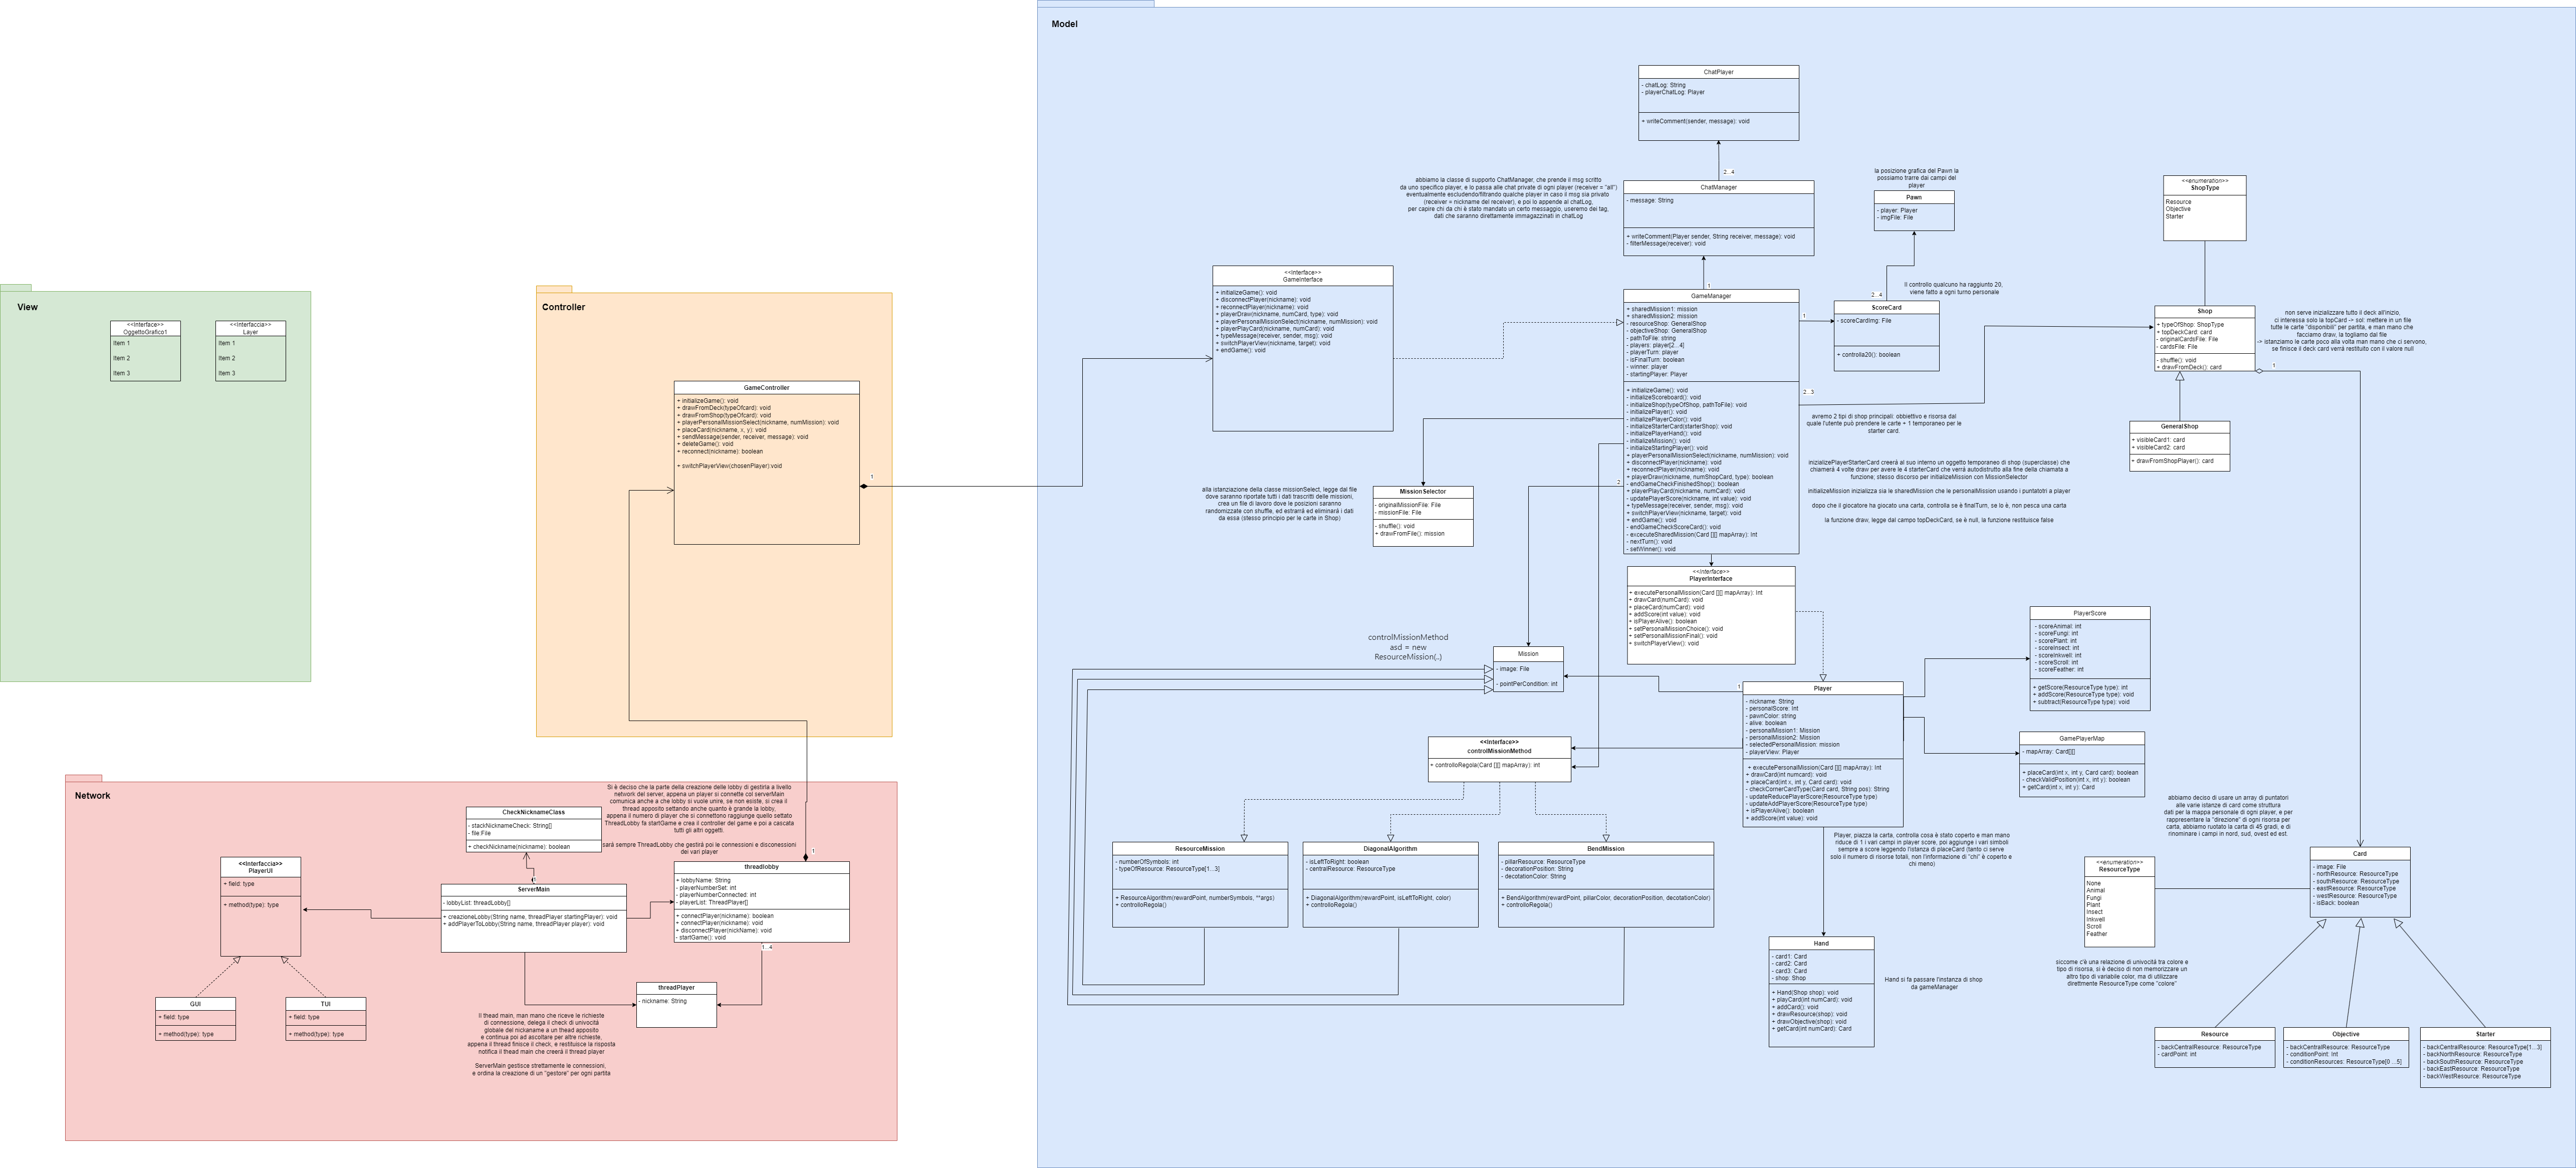 View
<<Interface>>
OggettoGrafico1
Item 1
Item 2
Item 3
<<Interfaccia>>
Layer
Item 1
Item 2
Item 3
Controller
GameController
+ initializeGame(): void
+ drawFromDeck(typeOfcard): void
+ drawFromShop(typeOfcard): void
+ playerPersonalMissionSelect(nickname, numMission): void
+ placeCard(nickname, x, y): void
+ sendMessage(sender, receiver, message): void
+ deleteGame(): void
+ reconnect(nickname): boolean
+ switchPlayerView(chosenPlayer):void
1
Network
Si è deciso che la parte della creazione delle lobby di gestirla a livello
network del server, appena un player si connette col serverMain
comunica anche a che lobby si vuole unire, se non esiste, si crea il
thread apposito settando anche quanto è grande la lobby,
appena il numero di player che si connettono raggiunge quello settato
ThreadLobby fa startGame e crea il controller del game e poi a cascata
tutti gli altri oggetti.
sarà sempre ThreadLobby che gestirà poi le connessioni e disconessioni
dei vari player
CheckNicknameClass
- stackNicknameCheck: String[]
- file:File
+ checkNickname(nickname): boolean
<<Interfaccia>>
PlayerUI
+ field: type
+ method(type): type
GUI
+ field: type
+ method(type): type
TUI
+ field: type
+ method(type): type
ServerMain
- lobbyList: threadLobby[]
+ creazioneLobby(String name, threadPlayer startingPlayer): void
+ addPlayerToLobby(String name, threadPlayer player): void
1
threadlobby
+ lobbyName: String
- playerNumberSet: int
- playerNumberConnected: int
- playerList: ThreadPlayer[]
+ connectPlayer(nickname): boolean
+ connectPlayer(nickname): void
+ disconnectPlayer(nickName): void
- startGame(): void
1...4
threadPlayer
- nickname: String
Il thead main, man mano che riceve le richieste
di connessione, delega il check di univocità
globale del nickaname a un thead apposito
e continua poi ad ascoltare per altre richieste,
appena il thread finisce il check, e restituisce la risposta
notifica il thead main che creerà il thread player
ServerMain gestisce strettamente le connessioni,
e ordina la creazione di un "gestore" per ogni partita
Model
ChatPlayer
- chatLog: String
- playerChatLog: Player
+ writeComment(sender, message): void
2...4
abbiamo la classe di supporto ChatManager, che prende il msg scritto
da uno specifico player, e lo passa alle chat private di ogni player (receiver = "all")
eventualmente escludendo/filtrando qualche player in caso il msg sia privato
(receiver = nickname del receiver), e poi lo appende al chatLog,
per capire chi da chi è stato mandato un certo messaggio, useremo dei tag,
dati che saranno direttamente immagazzinati in chatLog
ChatManager
- message: String
+ writeComment(Player sender, String receiver, message): void
- filterMessage(receiver): void
1
la posizione grafica del Pawn la
possiamo trarre dai campi del
player
Pawn
- player: Player
- imgFile: File
2...4
Il controllo qualcuno ha raggiunto 20,
viene fatto a ogni turno personale
ScoreCard
- scoreCardImg: File
+ controlla20(): boolean
1
<<Interface>>
GameInterface
+ initializeGame(): void
+ disconnectPlayer(nickname): void
+ reconnectPlayer(nickname): void
+ playerDraw(nickname, numCard, type): void
+ playerPersonalMissionSelect(nickname, numMission): void
+ playerPlayCard(nickname, numCard): void
+ typeMessage(receiver, sender, msg): void
+ switchPlayerView(nickname, target): void
+ endGame(): void
GameManager
+ sharedMission1: mission
+ sharedMission2: mission
- resourceShop: GeneralShop
- objectiveShop: GeneralShop
- pathToFile: string
- players: player[2...4]
- playerTurn: player
- isFinalTurn: boolean
- winner: player
- startingPlayer: Player
+ initializeGame(): void
- initializeScoreboard(): void
- initializeShop(typeOfShop, pathToFile): void
- initializePlayer(): void
- initializePlayerColor(): void
- initializeStarterCard(starterShop): void
- initializePlayerHand(): void
- initializeMission(): void
- initializeStartingPlayer(): void
- playerPersonalMissionSelect(nickname, numMission): void
+ disconnectPlayer(nickname): void
+ reconnectPlayer(nickname): void
+ playerDraw(nickname, numShopCard, type): boolean
- endGameCheckFinishedShop(): boolean
+ playerPlayCard(nickname, numCard): void
- updatePlayerScore(nickname, int value): void
+ typeMessage(receiver, sender, msg): void
+ switchPlayerView(nickname, target): void
+ endGame(): void
- endGameCheckScoreCard(): void
- excecuteSharedMission(Card [][] mapArray): Int
- nextTurn(): void
- setWinner(): void
2
2...3
<<enumeration>>
ShopType
Resource
Objective
Starter
Shop
+ typeOfShop: ShopType
+ topDeckCard: card
- originalCardsFile: File
- cardsFile: File
- shuffle(): void
+ drawFromDeck(): card
1
non serve inizializzare tutto il deck all'inizio,
ci interessa solo la topCard -> sol: mettere in un file
tutte le carte "disponibili" per partita, e man mano che
facciamo draw, la togliamo dal file
-> istanziamo le carte poco alla volta man mano che ci servono,
se finisce il deck card verrà restituito con il valore null
GeneralShop
+ visibleCard1: card
+ visibleCard2: card
+ drawFromShopPlayer(): card
avremo 2 tipi di shop principali: obbiettivo e risorsa dal
quale l'utente può prendere le carte + 1 temporaneo per le
starter card.
inizializePlayerStarterCard creerà al suo interno un oggetto temporaneo di shop (superclasse) che
chiamerà 4 volte draw per avere le 4 starterCard che verrà autodistrutto alla fine della chiamata a
funzione, stesso discorso per initializeMission con MissionSelector
initializeMission inizializza sia le sharedMission che le personalMission usando i puntatotri a player
dopo che il giocatore ha giocato una carta, controlla se è finalTurn, se lo è, non pesca una carta
la funzione draw, legge dal campo topDeckCard, se è null, la funzione restituisce false
alla istanziazione della classe missionSelect, legge dal file
dove saranno riportate tutti i dati trascritti delle missioni,
crea un file di lavoro dove le posizioni saranno
randomizzate con shuffle, ed estrarrà ed eliminarà i dati
da essa (stesso principio per le carte in Shop)
MissionSelector
- originalMissionFile: File
- missionFile: File
- shuffle(): void
+ drawFromFile(): mission
<<Interface>>
PlayerInterface
+ executePersonalMission(Card [][] mapArray): Int
+ drawCard(numCard): void
+ placeCard(numCard): void
+ addScore(int value): void
+ isPlayerAlive(): boolean
+ setPersonalMissionChoice(): void
+ setPersonalMissionFinal(): void
+ switchPlayerView(): void
controlMissionMethod
asd = new
ResourceMission(..)
Mission
- image: File
- pointPerCondition: int
1
Player
- nickname: String
- personalScore: Int
- pawnColor: string
- alive: boolean
- personalMission1: Mission
- personalMission2: Mission
- selectedPersonalMission: mission
- playerView: Player
+ executePersonalMission(Card [][] mapArray): Int
+ drawCard(int numcard): void
+ placeCard(int x, int y, Card card): void
- checkCornerCardType(Card card, String pos): String
- updateReducePlayerScore(ResourceType type)
- updateAddPlayerScore(ResourceType type)
+ isPlayerAlive(): boolean
+ addScore(int value): void
PlayerScore
- scoreAnimal: int
- scoreFungi: int
- scorePlant: int
- scoreInsect: int
- scoreInkwell: int
- scoreScroll: int
- scoreFeather: int
+ getScore(ResourceType type): int
+ addScore(ResourceType type): void
+ subtract(ResourceType type): void
GamePlayerMap
- mapArray: Card[][]
+ placeCard(int x, int y, Card card): boolean
- checkValidPosition(int x, int y): boolean
+ getCard(int x, int y): Card
<<Interface>>
controlMissionMethod
+ controlloRegola(Card [][] mapArray): int
ResourceMission
- numberOfSymbols: int
- typeOfResource: ResourceType[1...3]
+ ResourceAlgorithm(rewardPoint, numberSymbols, **args)
+ controlloRegola()
DiagonalAlgorithm
- isLeftToRight: boolean
- centralResource: ResourceType
+ DiagonalAlgorithm(rewardPoint, isLeftToRight, color)
+ controlloRegola()
BendMission
- pillarResource: ResourceType
- decorationPosition: String
- decotationColor: String
+ BendAlgorithm(rewardPoint, pillarColor, decorationPosition, decotationColor)
+ controlloRegola()
Player, piazza la carta, controlla cosa è stato coperto e man mano
riduce di 1 i vari campi in player score, poi aggiunge i vari simboli
sempre a score leggendo l'istanza di placeCard (tanto ci serve
solo il numero di risorse totali, non l'informazione di "chi" è coperto e
chi meno)
Hand
- card1: Card
- card2: Card
- card3: Card
- shop: Shop
+ Hand(Shop shop): void
+ playCard(int numCard): void
+ addCard(): void
+ drawResource(shop): void
+ drawObjective(shop): void
+ getCard(int numCard): Card
Hand si fa passare l'instanza di shop
da gameManager
abbiamo deciso di usare un array di puntatori
alle varie istanze di card come struttura
dati per la mappa personale di ogni player, e per
rappresentare la "direzione" di ogni risorsa per
carta, abbiamo ruotato la carta di 45 gradi, e di
rinominare i campi in nord, sud, ovest ed est.
<<enumeration>>
ResourceType
None
Animal
Fungi
Plant
Insect
Inkwell
Scroll
Feather
siccome c'è una relazione di univocità tra colore e
tipo di risorsa, si è deciso di non memorizzare un
altro tipo di variabile color, ma di utilizzare
direttmente ResourceType come "colore"
Card
- image: File
- northResource: ResourceType
- southResource: ResourceType
- eastResource: ResourceType
- westResource: ResourceType
- isBack: boolean
Resource
- backCentralResource: ResourceType
- cardPoint: int
Objective
- backCentralResource: ResourceType
- conditionPoint: Int
- conditionResources: ResourceType[0 ...5]
Starter
- backCentralResource: ResourceType[1...3]
- backNorthResource: ResourceType
- backSouthResource: ResourceType
- backEastResource: ResourceType
- backWestResource: ResourceType